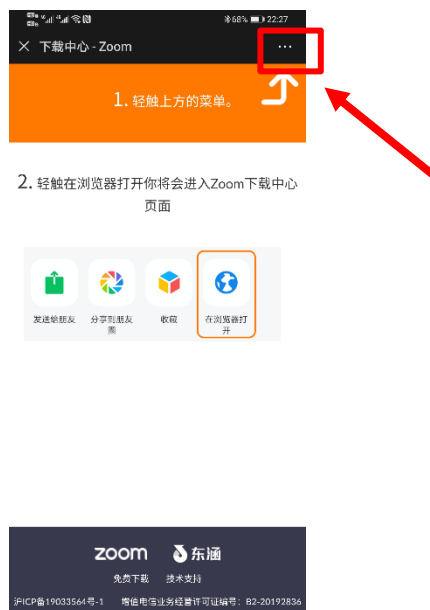 68% 22:27
下载中心 - Zoom
1. 轻触上方的菜单。
2. 轻触在浏览器打开你将会进入Zoom下载中心
页面
发送给朋友 分享到朋友圈 收藏 在浏览器打开
zoom 东涵
免费下载 技术支持
沪ICP备19033564号-1 增值电信业务经营许可证编号：B2-20192836